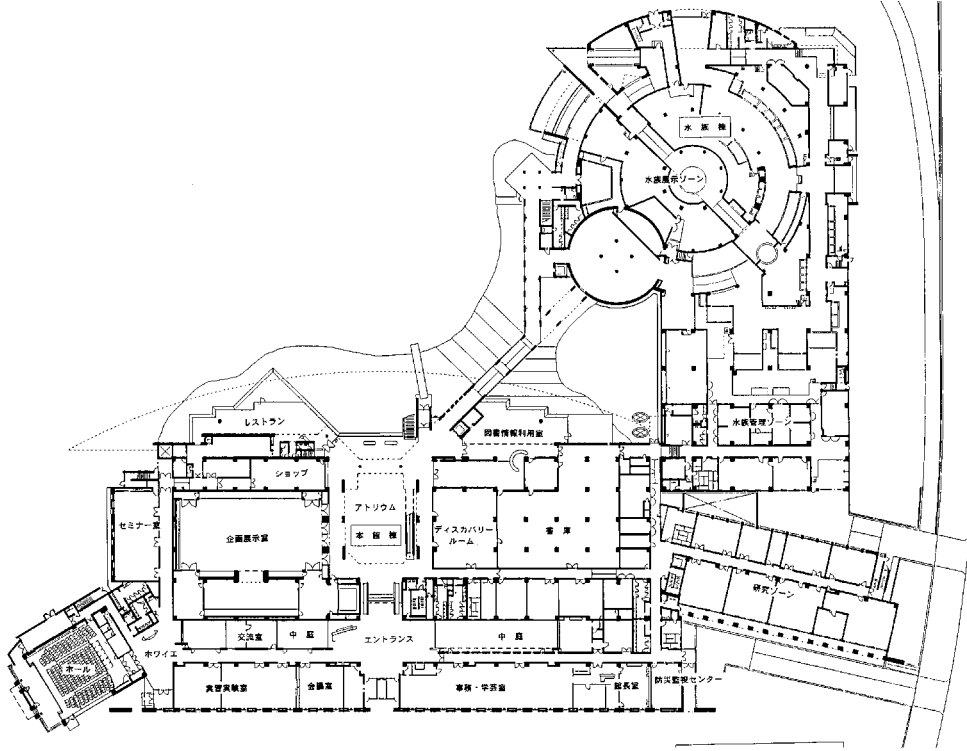 水族棟
水族展示ゾーン
水族管理ゾーン
レストラン
図書情報利用室
ショップ
アトリウム
本館棟
セミナー室
企画展示室
ディスカバリー
ルーム
書庫
研究ゾーン
交流室
中庭
エントランス
中庭
ホワイエ
ホール
実習実験室
会議室
事務・学芸室
館長室
防災監視センター